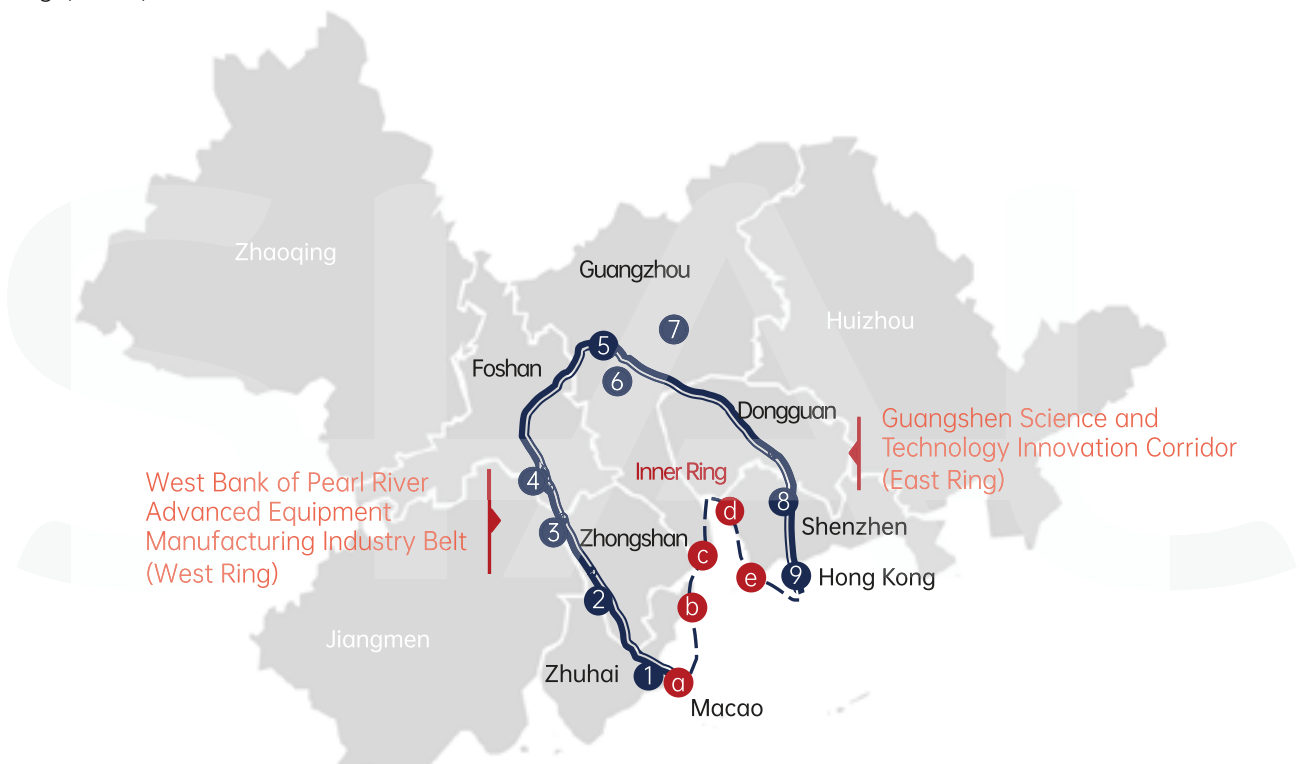 Zhaoqing
Guangzhou
Huizhou
7
5
Foshan
6
Dongguan
Guangshen Science and
Technology Innovation Corridor
(East Ring)
Inner Ring
West Bank of Pearl River
Advanced Equipment
Manufacturing Industry Belt
(West Ring)
4
8
d
3
Zhongshan
Shenzhen
c
9
Hong Kong
e
2
b
Jiangmen
Zhuhai
1
a
Macao